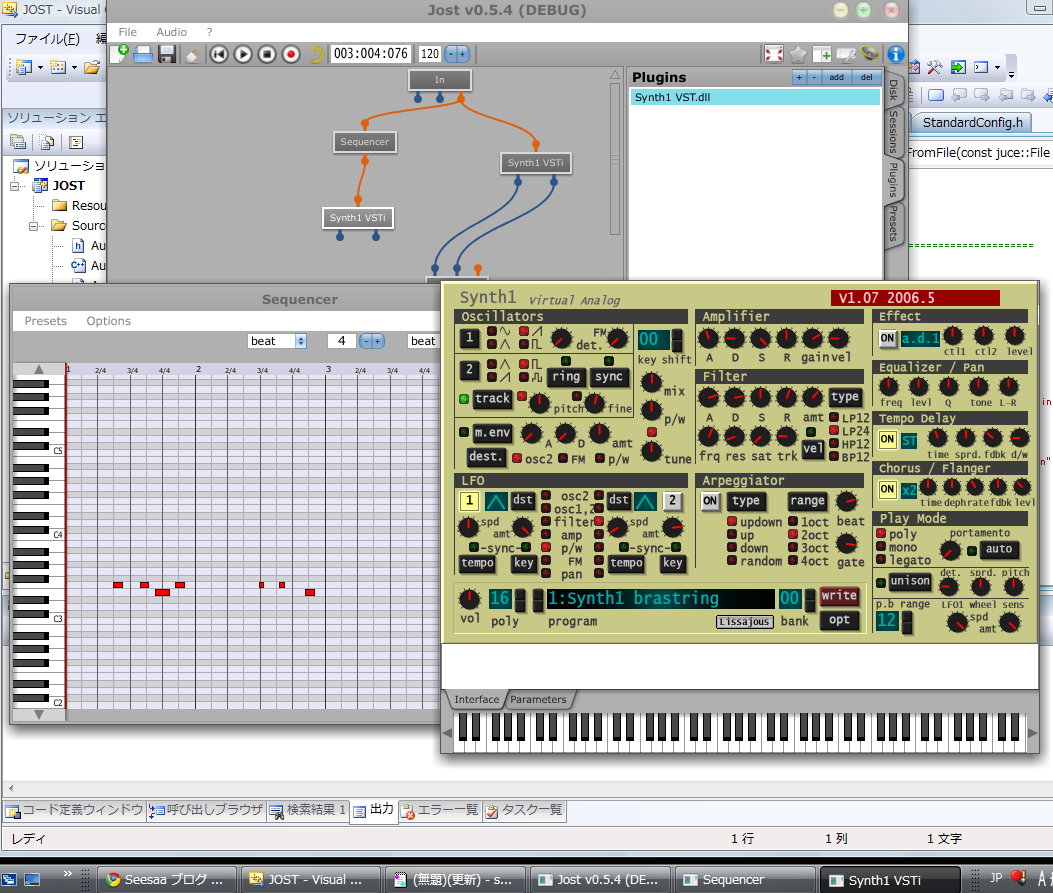 JOST - Visual
Jost v0.5.4 (DEBUG)
ファイル(F)
File Audio ?
003:004:076 120 - +
In
Sequencer
Synth1 VSTi
Synth1 VSTi
Plugins + - add del
Synth1 VST.dll
Disk
Sessions
Plugins
Presets
StandardConfig.h
FromFile(const juce::File
ソリューション エ
ソリューショ
JOST
Resou
Sourc
Au
Au
Sequencer
Presets Options
beat 4 - + beat
1 2/4 3/4 4/4 2 2/4 3/4 4/4 3 2/4 3/4 4/4
C5
C4
C3
C2
Synth1 Virtual Analog
V1.07 2006.5
Oscillators
1 FM det.
2 ring sync
track pitch fine
m.env A D amt
dest. osc2 FM p/w
00
key shift
mix
p/w
tune
Amplifier
A D S R gain vel
Filter
type
A D S R amt
LP12
LP24
HP12
BP12
frq res sat trk vel
Effect
ON a.d.1 ctl1 ctl2 level
Equalizer / Pan
freq levl Q tone L-R
Tempo Delay
ON ST time sprd. fdbk d/w
Chorus / Flanger
ON x2 time deph rate fdbk levl
Play Mode
poly
mono
legato
portamento
auto
unison det. sprd. pitch
p.b range
12
LFO1 wheel sens
spd
amt
LFO
1 dst osc2 dst 2
osc1,2
spd filter spd
amt amp amt
-sync- p/w -sync-
tempo key FM tempo key
pan
Arpeggiator
ON type range beat
updown 1oct
up 2oct
down 3oct
random 4oct
gate
vol 16 poly 1:Synth1 brastring program 00 bank write
Lissajous opt
Interface Parameters
コード定義ウィンドウ 呼び出しブラウザ 検索結果 1 出力 エラー一覧 タスク一覧
レディ 1 行 1 列 1 文字
Seesaa ブログ ... JOST - Visual ... (無題)(更新) - s... Jost v0.5.4 (DE... Sequencer Synth1 VSTi JP